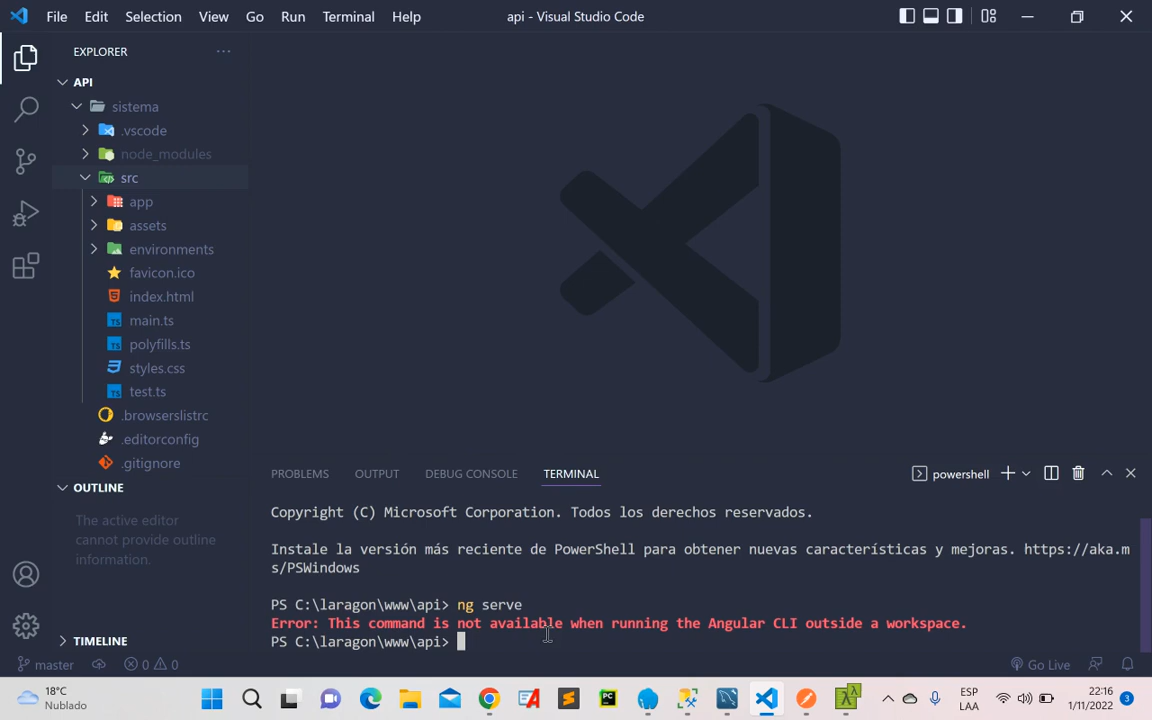 File Edit Selection View Go Run Terminal Help
api - Visual Studio Code
EXPLORER
API
sistema
.vscode
node_modules
src
app
assets
environments
favicon.ico
index.html
main.ts
polyfills.ts
styles.css
test.ts
.browserslistrc
.editorconfig
.gitignore
OUTLINE
The active editor
cannot provide outline
information.
TIMELINE
PROBLEMS OUTPUT DEBUG CONSOLE TERMINAL
powershell
Copyright (C) Microsoft Corporation. Todos los derechos reservados.
Instale la versión más reciente de PowerShell para obtener nuevas características y mejoras. https://aka.m
s/PSWindows
PS C:\laragon\www\api> ng serve
Error: This command is not available when running the Angular CLI outside a workspace.
PS C:\laragon\www\api>
master 0 0
Go Live
18°C
Nublado
PC
ESP
LAA
22:16
1/11/2022
3